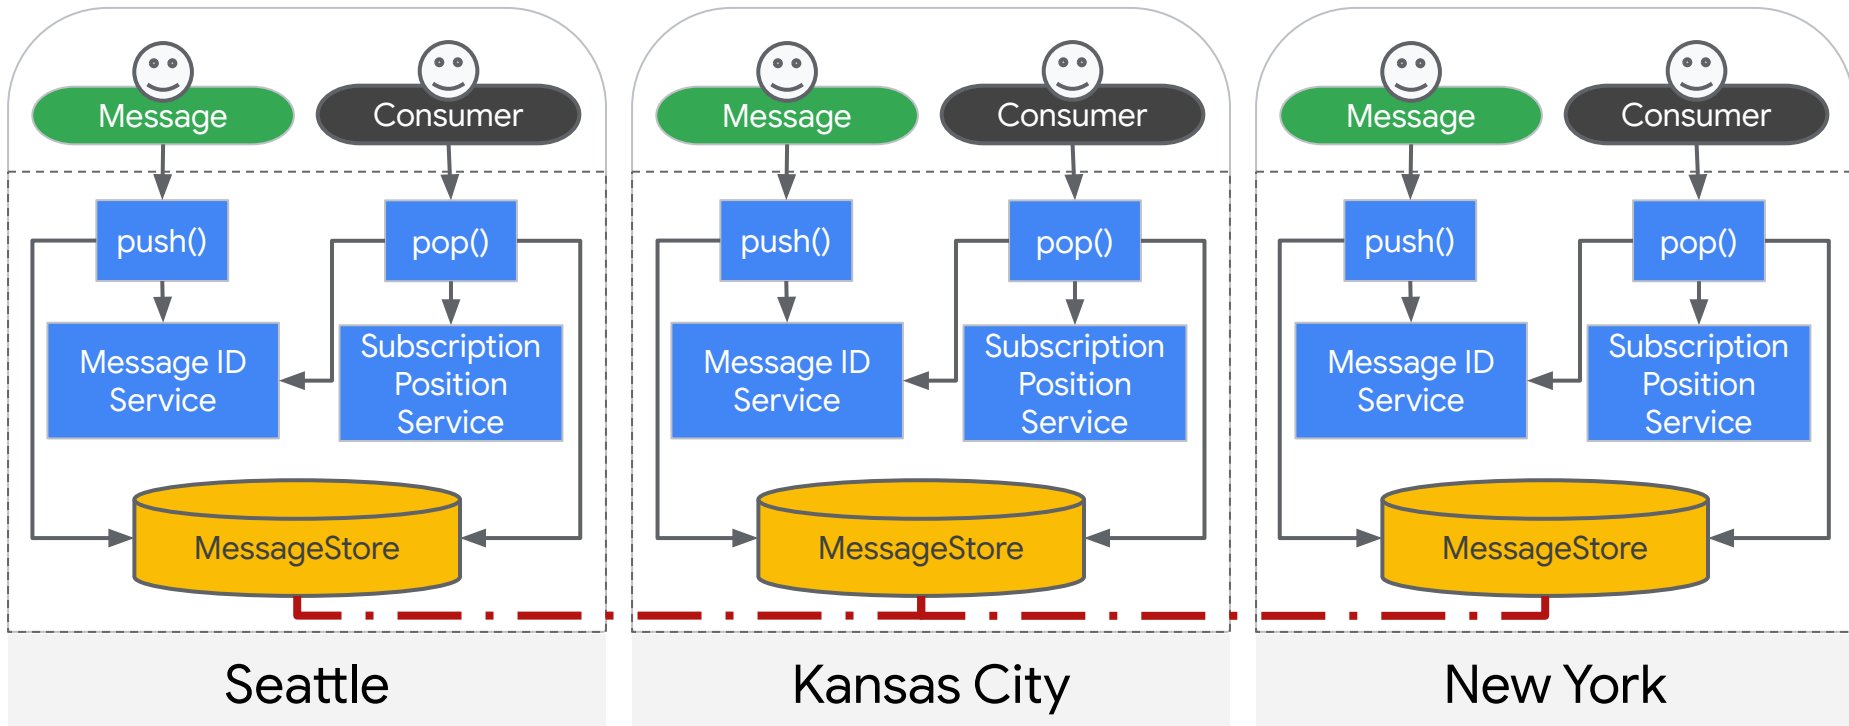 Message
Consumer
push()
pop()
Message ID
Service
Subscription
Position
Service
MessageStore
Seattle
Message
Consumer
push()
pop()
Message ID
Service
Subscription
Position
Service
MessageStore
Kansas City
Message
Consumer
push()
pop()
Message ID
Service
Subscription
Position
Service
MessageStore
New York